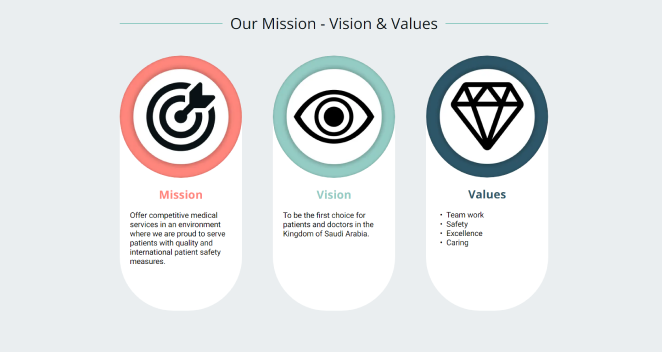 Our Mission - Vision & Values
Mission
Offer competitive medical
services in an environment
where we are proud to serve
patients with quality and
international patient safety
measures.
Vision
To be the first choice for
patients and doctors in the
Kingdom of Saudi Arabia.
Values
• Team work
• Safety
• Excellence
• Caring